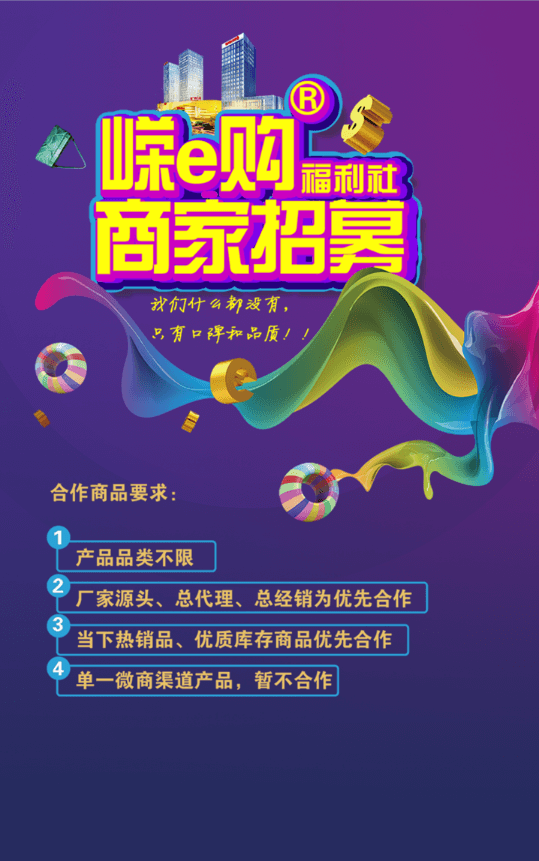 嵘e购®
福利社
商家招募
我们什么都没有，
只有口碑和品质！！
合作商品要求：
1 产品品类不限
2 厂家源头、总代理、总经销为优先合作
3 当下热销品、优质库存商品优先合作
4 单一微商渠道产品，暂不合作